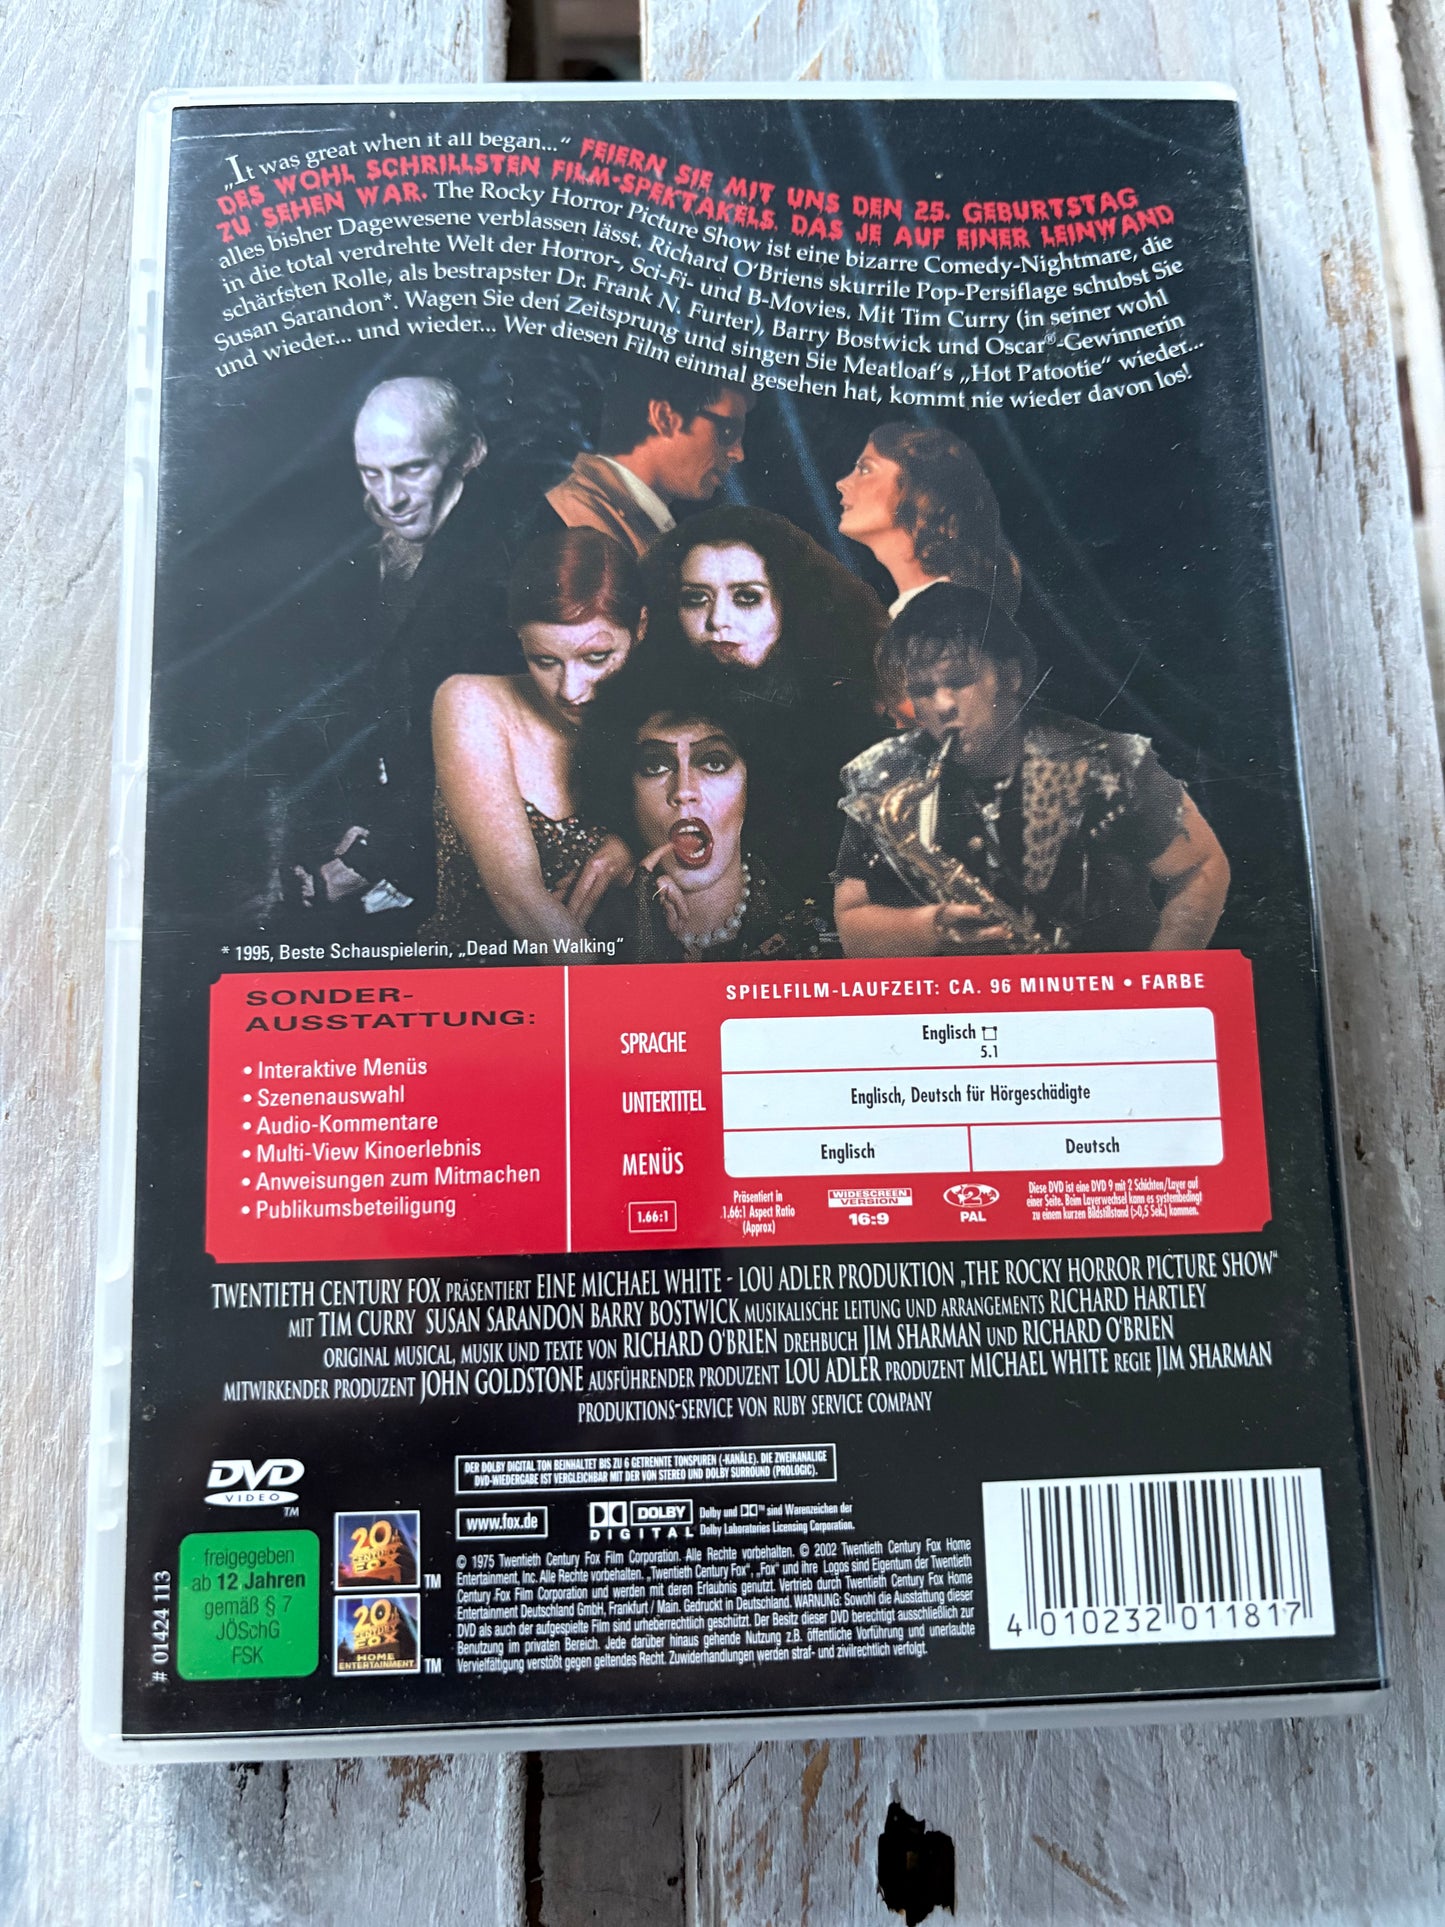 „It was great when it all began...“ FEIERN SIE MIT UNS DEN 25. GEBURTSTAG
DES WOHL SCHRILLSTEN FILM-SPEKTAKELS, DAS JE AUF EINER LEINWAND
ZU SEHEN WAR. The Rocky Horror Picture Show ist eine bizarre Comedy-Nightmare, die
alles bisher Dagewesene verblassen lässt. Richard O'Briens skurrile Pop-Persiflage schubst Sie
in die total verdrehte Welt der Horror-, Sci-Fi- und B-Movies. Mit Tim Curry (in seiner wohl
schärfsten Rolle, als bestrapster Dr. Frank N. Furter), Barry Bostwick und Oscar®-Gewinnerin
Susan Sarandon*. Wagen Sie den Zeitsprung und singen Sie Meatloaf's „Hot Patootie“ wieder...
und wieder... und wieder... Wer diesen Film einmal gesehen hat, kommt nie wieder davon los!
* 1995, Beste Schauspielerin, „Dead Man Walking“
SONDER-
AUSSTATTUNG:
• Interaktive Menüs
• Szenenauswahl
• Audio-Kommentare
• Multi-View Kinoerlebnis
• Anweisungen zum Mitmachen
• Publikumsbeteiligung
SPIELFILM-LAUFZEIT: CA. 96 MINUTEN • FARBE
SPRACHE
Englisch
5.1
UNTERTITEL
Englisch, Deutsch für Hörgeschädigte
MENÜS
Englisch
Deutsch
1.66:1
Präsentiert in
1.66:1 Aspect Ratio
(Approx)
WIDESCREEN
VERSION
16:9
2
PAL
Diese DVD ist eine DVD 9 mit 2 Schichten/Layer auf
einer Seite. Beim Layerwechsel kann es systembedingt
zu einem kurzen Bildstillstand (>0,5 Sek.) kommen.
TWENTIETH CENTURY FOX PRÄSENTIERT EINE MICHAEL WHITE - LOU ADLER PRODUKTION „THE ROCKY HORROR PICTURE SHOW“
MIT TIM CURRY SUSAN SARANDON BARRY BOSTWICK MUSIKALISCHE LEITUNG UND ARRANGEMENTS RICHARD HARTLEY
ORIGINAL MUSICAL, MUSIK UND TEXTE VON RICHARD O'BRIEN DREHBUCH JIM SHARMAN UND RICHARD O'BRIEN
MITWIRKENDER PRODUZENT JOHN GOLDSTONE AUSFÜHRENDER PRODUZENT LOU ADLER PRODUZENT MICHAEL WHITE REGIE JIM SHARMAN
PRODUKTIONS-SERVICE VON RUBY SERVICE COMPANY
DVD
VIDEO
TM
DER DOLBY DIGITAL TON BEINHALTET BIS ZU 6 GETRENNTE TONSPUREN (-KANÄLE). DIE ZWEIKANALIGE
DVD-WIEDERGABE IST VERGLEICHBAR MIT DER VON STEREO UND DOLBY SURROUND (PROLOGIC).
www.fox.de
DOLBY
DIGITAL
Dolby und DD™ sind Warenzeichen der
Dolby Laboratories Licensing Corporation.
© 1975 Twentieth Century Fox Film Corporation. Alle Rechte vorbehalten. © 2002 Twentieth Century Fox Home
Entertainment, Inc. Alle Rechte vorbehalten. „Twentieth Century Fox“, „Fox“ und ihre Logos sind Eigentum der Twentieth
Century Fox Film Corporation und werden mit deren Erlaubnis genutzt. Vertrieb durch Twentieth Century Fox Home
Entertainment Deutschland GmbH, Frankfurt / Main. Gedruckt in Deutschland. WARNUNG: Sowohl die Ausstattung dieser
DVD als auch der aufgespielte Film sind urheberrechtlich geschützt. Der Besitz dieser DVD berechtigt ausschließlich zur
Benutzung im privaten Bereich. Jede darüber hinaus gehende Nutzung z.B. öffentliche Vorführung und unerlaubte
Vervielfältigung verstößt gegen geltendes Recht. Zuwiderhandlungen werden straf- und zivilrechtlich verfolgt.
# 01424 113
freigegeben
ab 12 Jahren
gemäß § 7
JÖSchG
FSK
20th
CENTURY
FOX
TM
20th
CENTURY
FOX
HOME
ENTERTAINMENT
TM
4 010232 011817